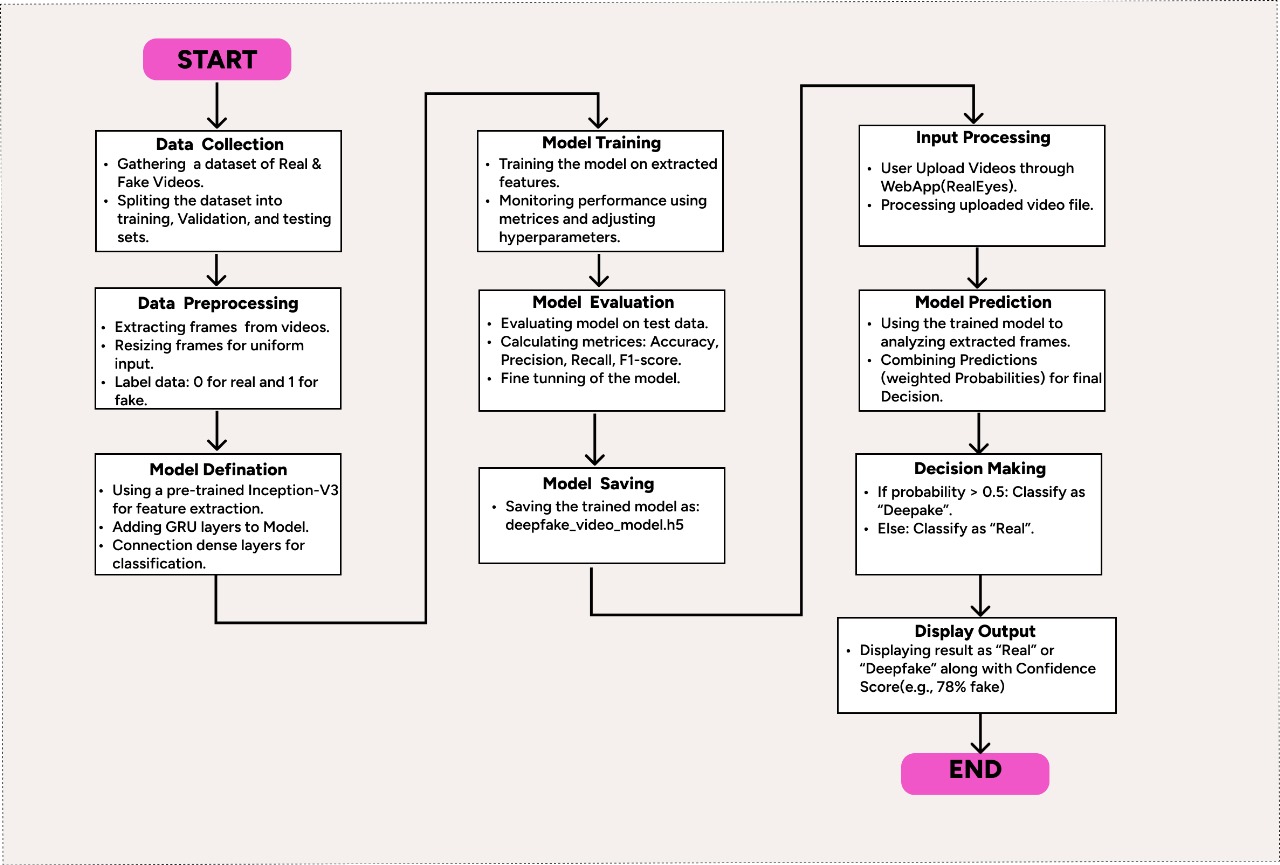 START
Data Collection
• Gathering a dataset of Real &
Fake Videos.
• Spliting the dataset into
training, Validation, and testing
sets.
Data Preprocessing
• Extracting frames from videos.
• Resizing frames for uniform
input.
• Label data: 0 for real and 1 for
fake.
Model Defination
• Using a pre-trained Inception-V3
for feature extraction.
• Adding GRU layers to Model.
• Connection dense layers for
classification.
Model Training
• Training the model on extracted
features.
• Monitoring performance using
metrices and adjusting
hyperparameters.
Model Evaluation
• Evaluating model on test data.
• Calculating metrices: Accuracy,
Precision, Recall, F1-score.
• Fine tunning of the model.
Model Saving
• Saving the trained model as:
deepfake_video_model.h5
Input Processing
• User Upload Videos through
WebApp(RealEyes).
• Processing uploaded video file.
Model Prediction
• Using the trained model to
analyzing extracted frames.
• Combining Predictions
(weighted Probabilities) for final
Decision.
Decision Making
• If probability > 0.5: Classify as
“Deepake”.
• Else: Classify as “Real”.
Display Output
• Displaying result as “Real” or
“Deepfake” along with Confidence
Score(e.g., 78% fake)
END